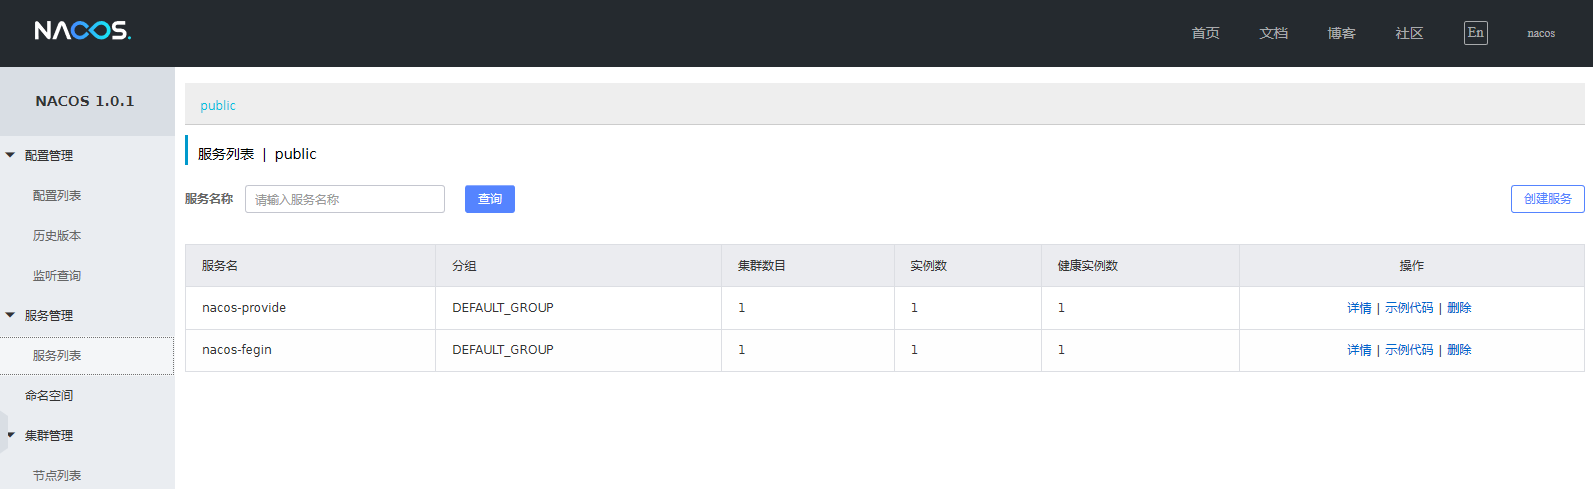 NACOS.
首页 文档 博客 社区 En nacos
NACOS 1.0.1
配置管理
配置列表
历史版本
监听查询
服务管理
服务列表
命名空间
集群管理
节点列表
public
服务列表 | public
服务名称 请输入服务名称 查询 创建服务
服务名 分组 集群数目 实例数 健康实例数 操作
nacos-provide DEFAULT_GROUP 1 1 1 详情 | 示例代码 | 删除
nacos-fegin DEFAULT_GROUP 1 1 1 详情 | 示例代码 | 删除